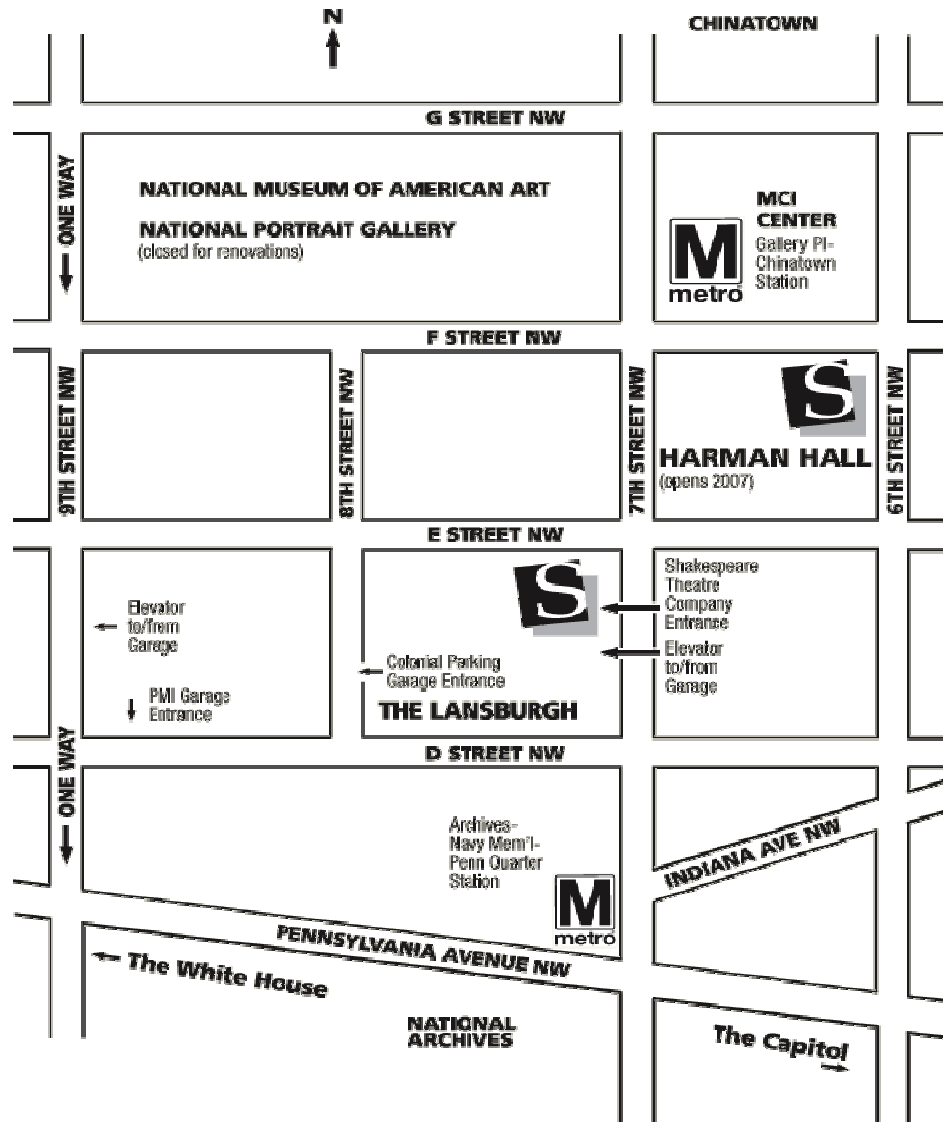 N
CHINATOWN
G STREET NW
ONE WAY
NATIONAL MUSEUM OF AMERICAN ART
NATIONAL PORTRAIT GALLERY
(closed for renovations)
MCI
CENTER
Gallery Pl-
Chinatown
Station
M
metro
F STREET NW
9TH STREET NW
8TH STREET NW
7TH STREET NW
6TH STREET NW
S
HARMAN HALL
(opens 2007)
E STREET NW
Elevator
to/from
Garage
PMI Garage
Entrance
S
Colonial Parking
Garage Entrance
THE LANSBURGH
Shakespeare
Theatre
Company
Entrance
Elevator
to/from
Garage
D STREET NW
ONE WAY
Archives-
Navy Mem'l-
Penn Quarter
Station
M
metro
INDIANA AVE NW
PENNSYLVANIA AVENUE NW
The White House
NATIONAL
ARCHIVES
The Capitol